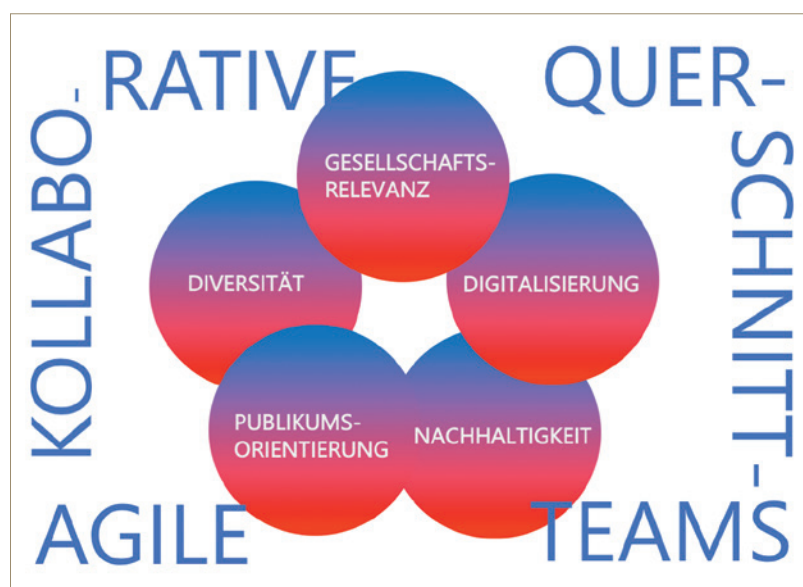 AGILE
KOLLABO-
RATIVE
QUER-
SCHNITT-
TEAMS
GESELLSCHAFTS-
RELEVANZ
DIVERSITÄT
DIGITALISIERUNG
PUBLIKUMS-
ORIENTIERUNG
NACHHALTIGKEIT